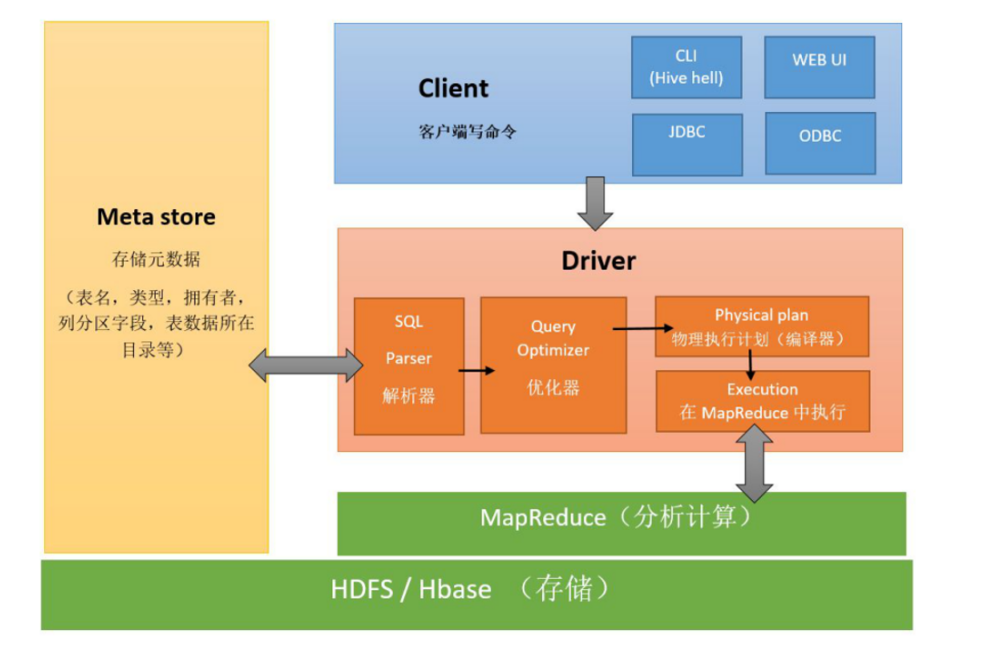 Meta store
存储元数据
（表名，类型，拥有者，
列分区字段，表数据所在
目录等）
Client
客户端写命令
CLI
(Hive hell)
WEB UI
JDBC
ODBC
Driver
SQL
Parser
解析器
Query
Optimizer
优化器
Physical plan
物理执行计划（编译器）
Execution
在 MapReduce 中执行
MapReduce（分析计算）
HDFS / Hbase （存储）